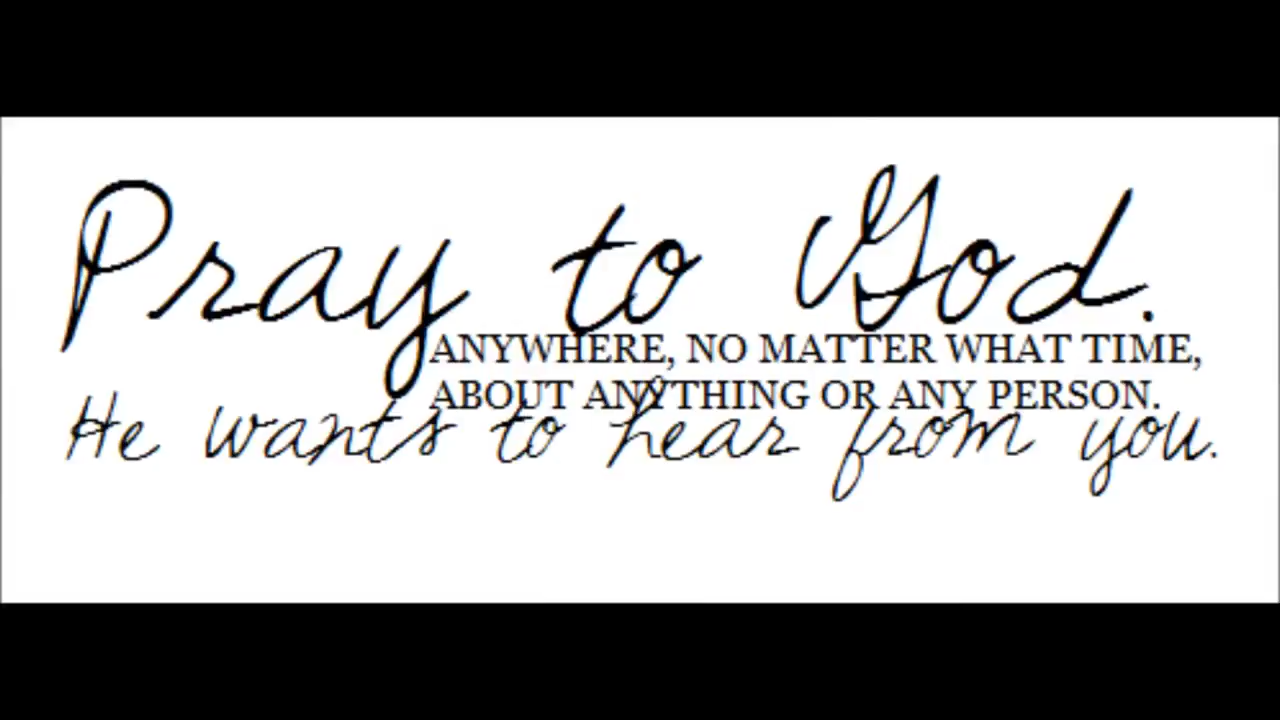 Pray to God.
ANYWHERE, NO MATTER WHAT TIME,
ABOUT ANYTHING OR ANY PERSON.
He wants to hear from you.